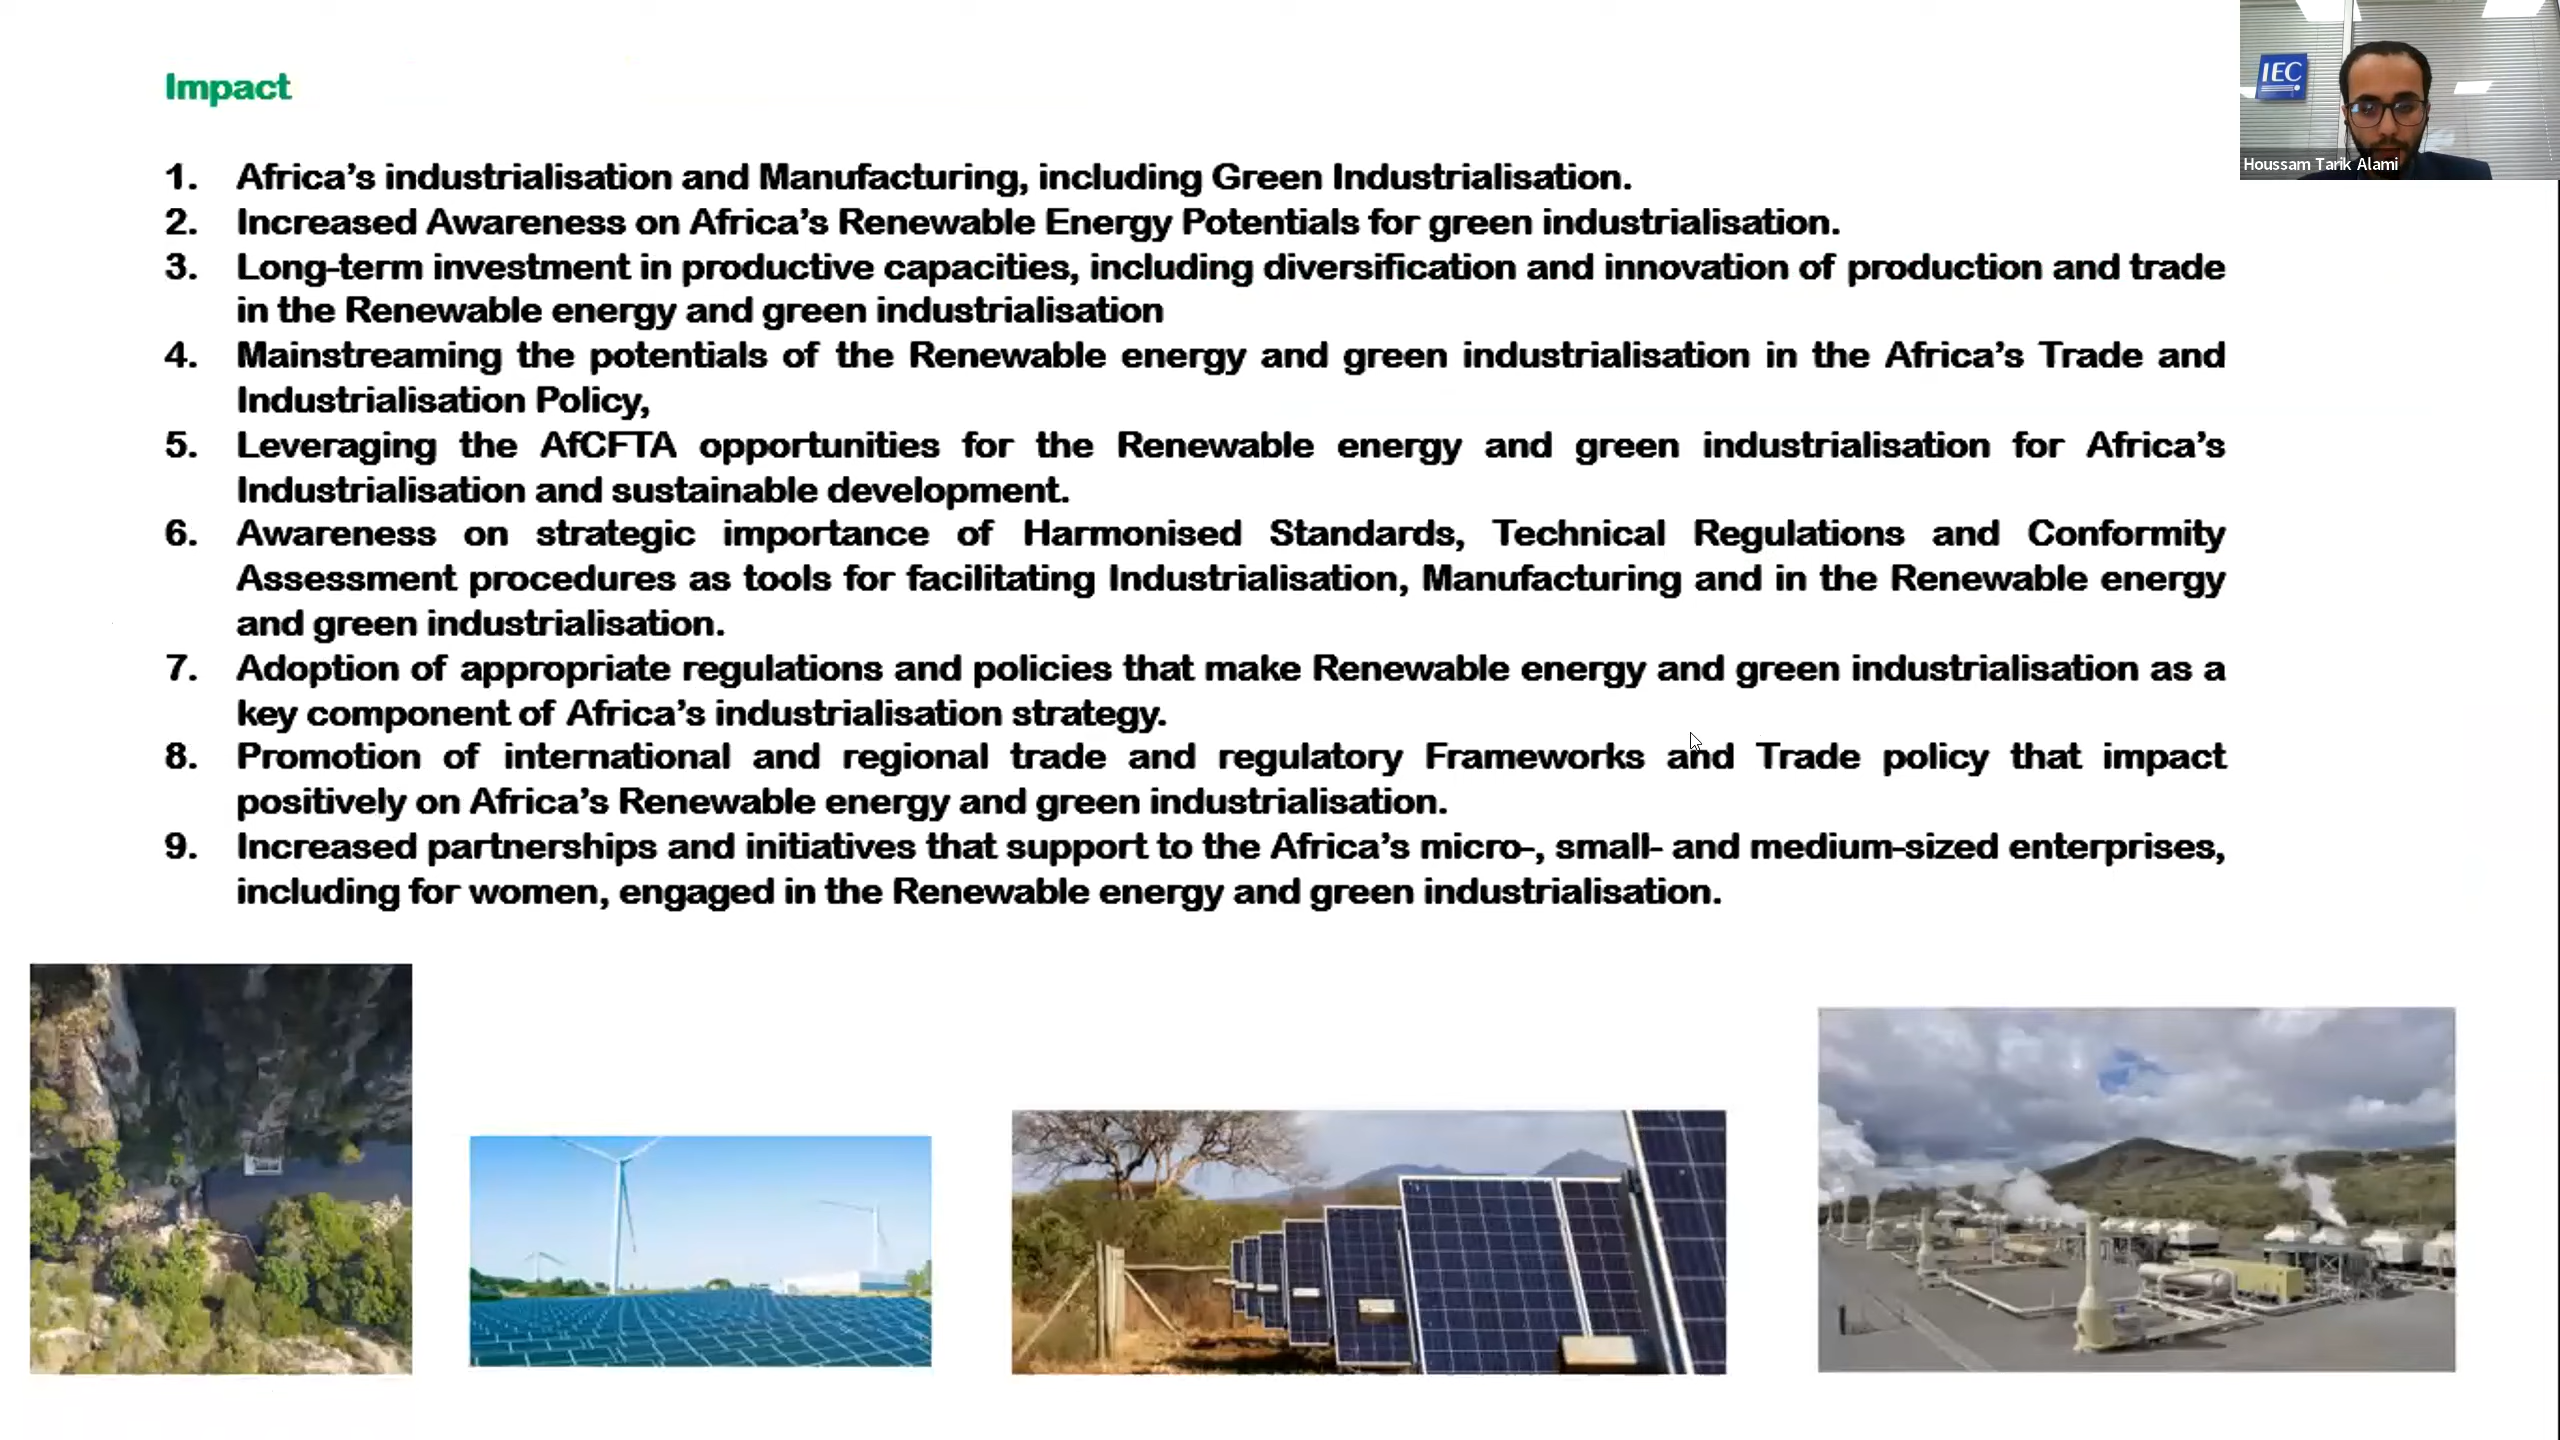 Impact
IEC
Houssam Tarik Alami
1. Africa’s industrialisation and Manufacturing, including Green Industrialisation.
2. Increased Awareness on Africa’s Renewable Energy Potentials for green industrialisation.
3. Long-term investment in productive capacities, including diversification and innovation of production and trade
in the Renewable energy and green industrialisation
4. Mainstreaming the potentials of the Renewable energy and green industrialisation in the Africa’s Trade and
Industrialisation Policy,
5. Leveraging the AfCFTA opportunities for the Renewable energy and green industrialisation for Africa’s
Industrialisation and sustainable development.
6. Awareness on strategic importance of Harmonised Standards, Technical Regulations and Conformity
Assessment procedures as tools for facilitating Industrialisation, Manufacturing and in the Renewable energy
and green industrialisation.
7. Adoption of appropriate regulations and policies that make Renewable energy and green industrialisation as a
key component of Africa’s industrialisation strategy.
8. Promotion of international and regional trade and regulatory Frameworks and Trade policy that impact
positively on Africa’s Renewable energy and green industrialisation.
9. Increased partnerships and initiatives that support to the Africa’s micro-, small- and medium-sized enterprises,
including for women, engaged in the Renewable energy and green industrialisation.